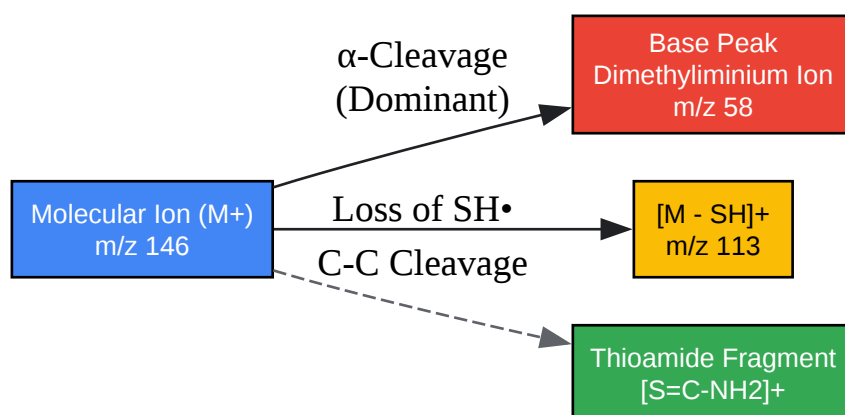 Base Peak
Dimethyliminium Ion
m/z 58
α-Cleavage
(Dominant)
Molecular Ion (M+)
m/z 146
Loss of SH•
[M - SH]+
m/z 113
C-C Cleavage
Thioamide Fragment
[S=C-NH2]+